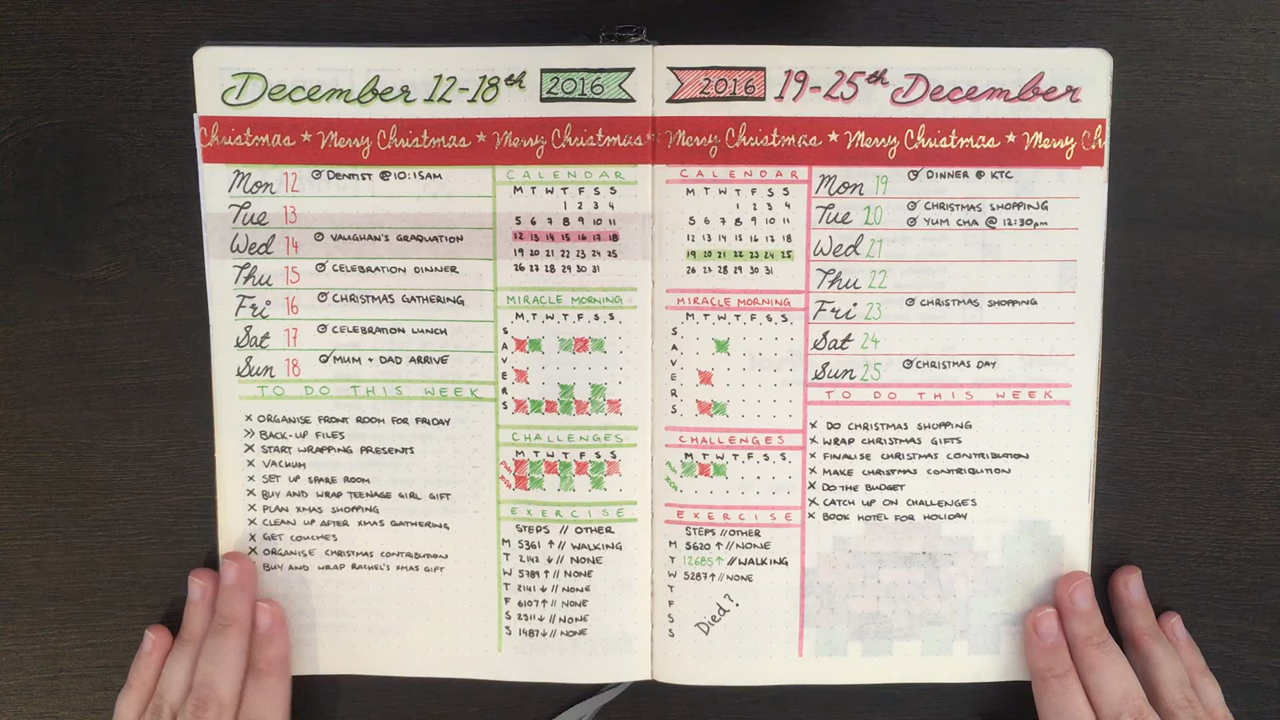 December 12-18th 2016
Christmas ★ Merry Christmas ★ Merry Christmas ★
Mon 12 DENTIST @ 10:15AM
Tue 13
Wed 14 VAUGHAN'S GRADUATION
Thu 15 CELEBRATION DINNER
Fri 16 CHRISTMAS GATHERING
Sat 17 CELEBRATION LUNCH
Sun 18 MUM + DAD ARRIVE
TO DO THIS WEEK
X ORGANISE FRONT ROOM FOR FRIDAY
>> BACK-UP FILES
X START WRAPPING PRESENTS
X VACUUM
X SET UP SPARE ROOM
X BUY AND WRAP TEENAGE GIRL GIFT
X PLAN XMAS SHOPPING
X CLEAN UP AFTER XMAS GATHERING
X GET COUCHES
X ORGANISE CHRISTMAS CONTRIBUTION
BUY AND WRAP RACHEL'S XMAS GIFT
CALENDAR
M T W T F S S
1 2 3 4
5 6 7 8 9 10 11
12 13 14 15 16 17 18
19 20 21 22 23 24 25
26 27 28 29 30 31
MIRACLE MORNING
M T W T F S S
S
A
V
E
R
S
CHALLENGES
M T W T F S S
EXERCISE
STEPS // OTHER
M 5361 ↑ // WALKING
T 2142 ↓ // NONE
W 5789 ↑ // NONE
T 2141 ↓ // NONE
F 6107 ↑ // NONE
S 2511 ↓ // NONE
S 1487 ↓ // NONE
2016 19-25th December
Merry Christmas ★ Merry Christmas ★ Merry Ch
CALENDAR
M T W T F S S
1 2 3 4
5 6 7 8 9 10 11
12 13 14 15 16 17 18
19 20 21 22 23 24 25
26 27 28 29 30 31
MIRACLE MORNING
M T W T F S S
S
A
V
E
R
S
CHALLENGES
M T W T F S S
EXERCISE
STEPS // OTHER
M 5620 ↑ // NONE
T 12685 ↑ // WALKING
W 5287 ↑ // NONE
T
F
S
S
Died?
Mon 19 DINNER @ KTC
Tue 20 CHRISTMAS SHOPPING
YUM CHA @ 12:30pm
Wed 21
Thu 22
Fri 23 CHRISTMAS SHOPPING
Sat 24
Sun 25 CHRISTMAS DAY
TO DO THIS WEEK
X DO CHRISTMAS SHOPPING
X WRAP CHRISTMAS GIFTS
X FINALISE CHRISTMAS CONTRIBUTION
X MAKE CHRISTMAS CONTRIBUTION
X DO THE BUDGET
X CATCH UP ON CHALLENGES
X BOOK HOTEL FOR HOLIDAY